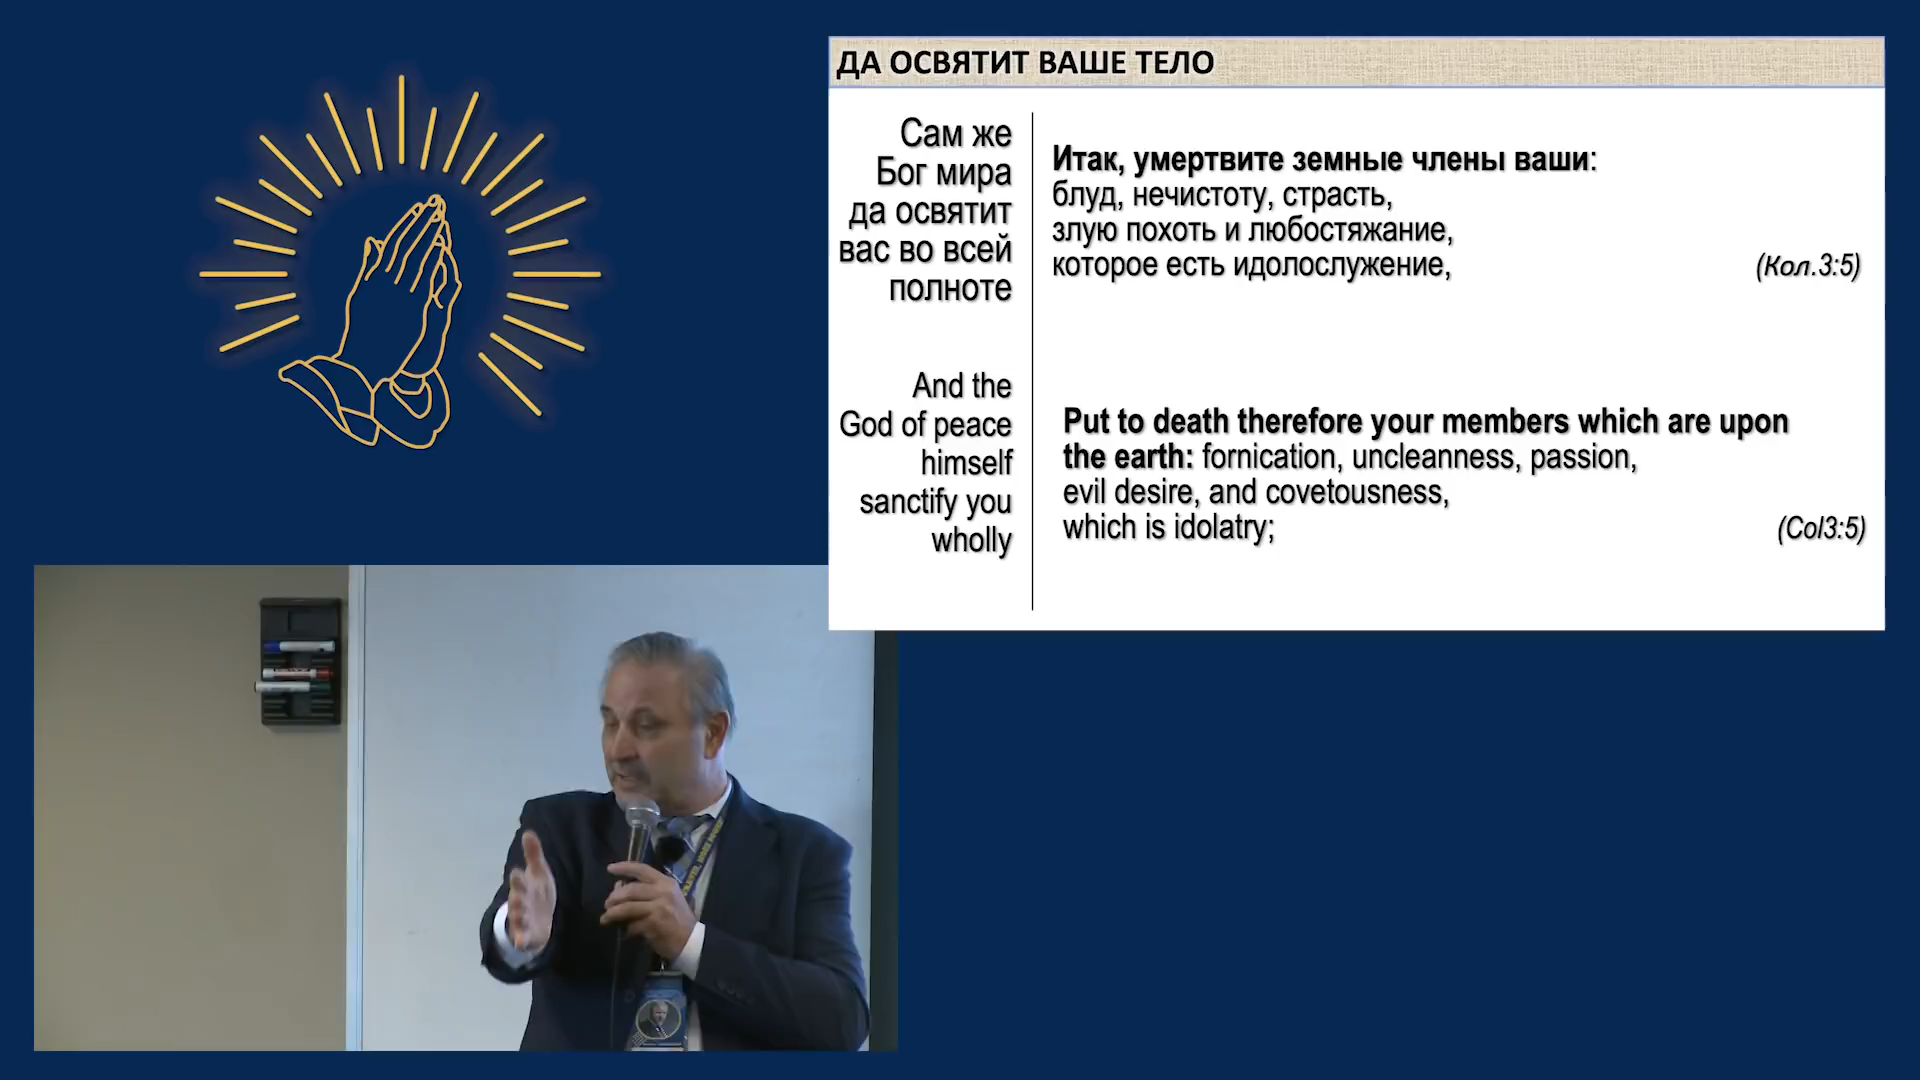 ДА ОСВЯТИТ ВАШЕ ТЕЛО
Сам же
Бог мира
да освятит
вас во всей
полноте
Итак, умертвите земные члены ваши:
блуд, нечистоту, страсть,
злую похоть и любостяжание,
которое есть идолослужение,
(Кол.3:5)
And the
God of peace
himself
sanctify you
wholly
Put to death therefore your members which are upon
the earth: fornication, uncleanness, passion,
evil desire, and covetousness,
which is idolatry;
(Col3:5)